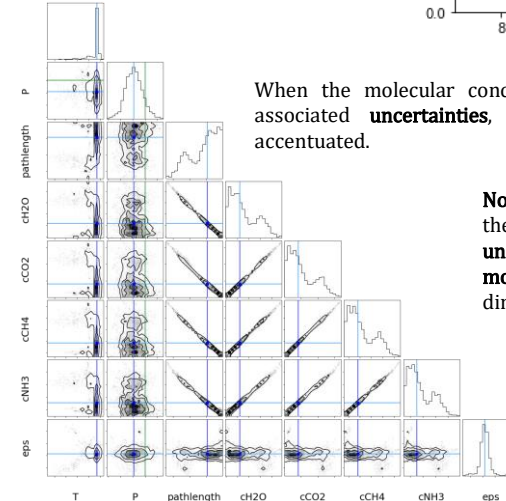 0.0
8
P
When the molecular conc
associated uncertainties,
accentuated.
pathlength
cH2O
No
the
un
mo
din
cCO2
cCH4
cNH3
eps
T P pathlength cH2O cCO2 cCH4 cNH3 eps